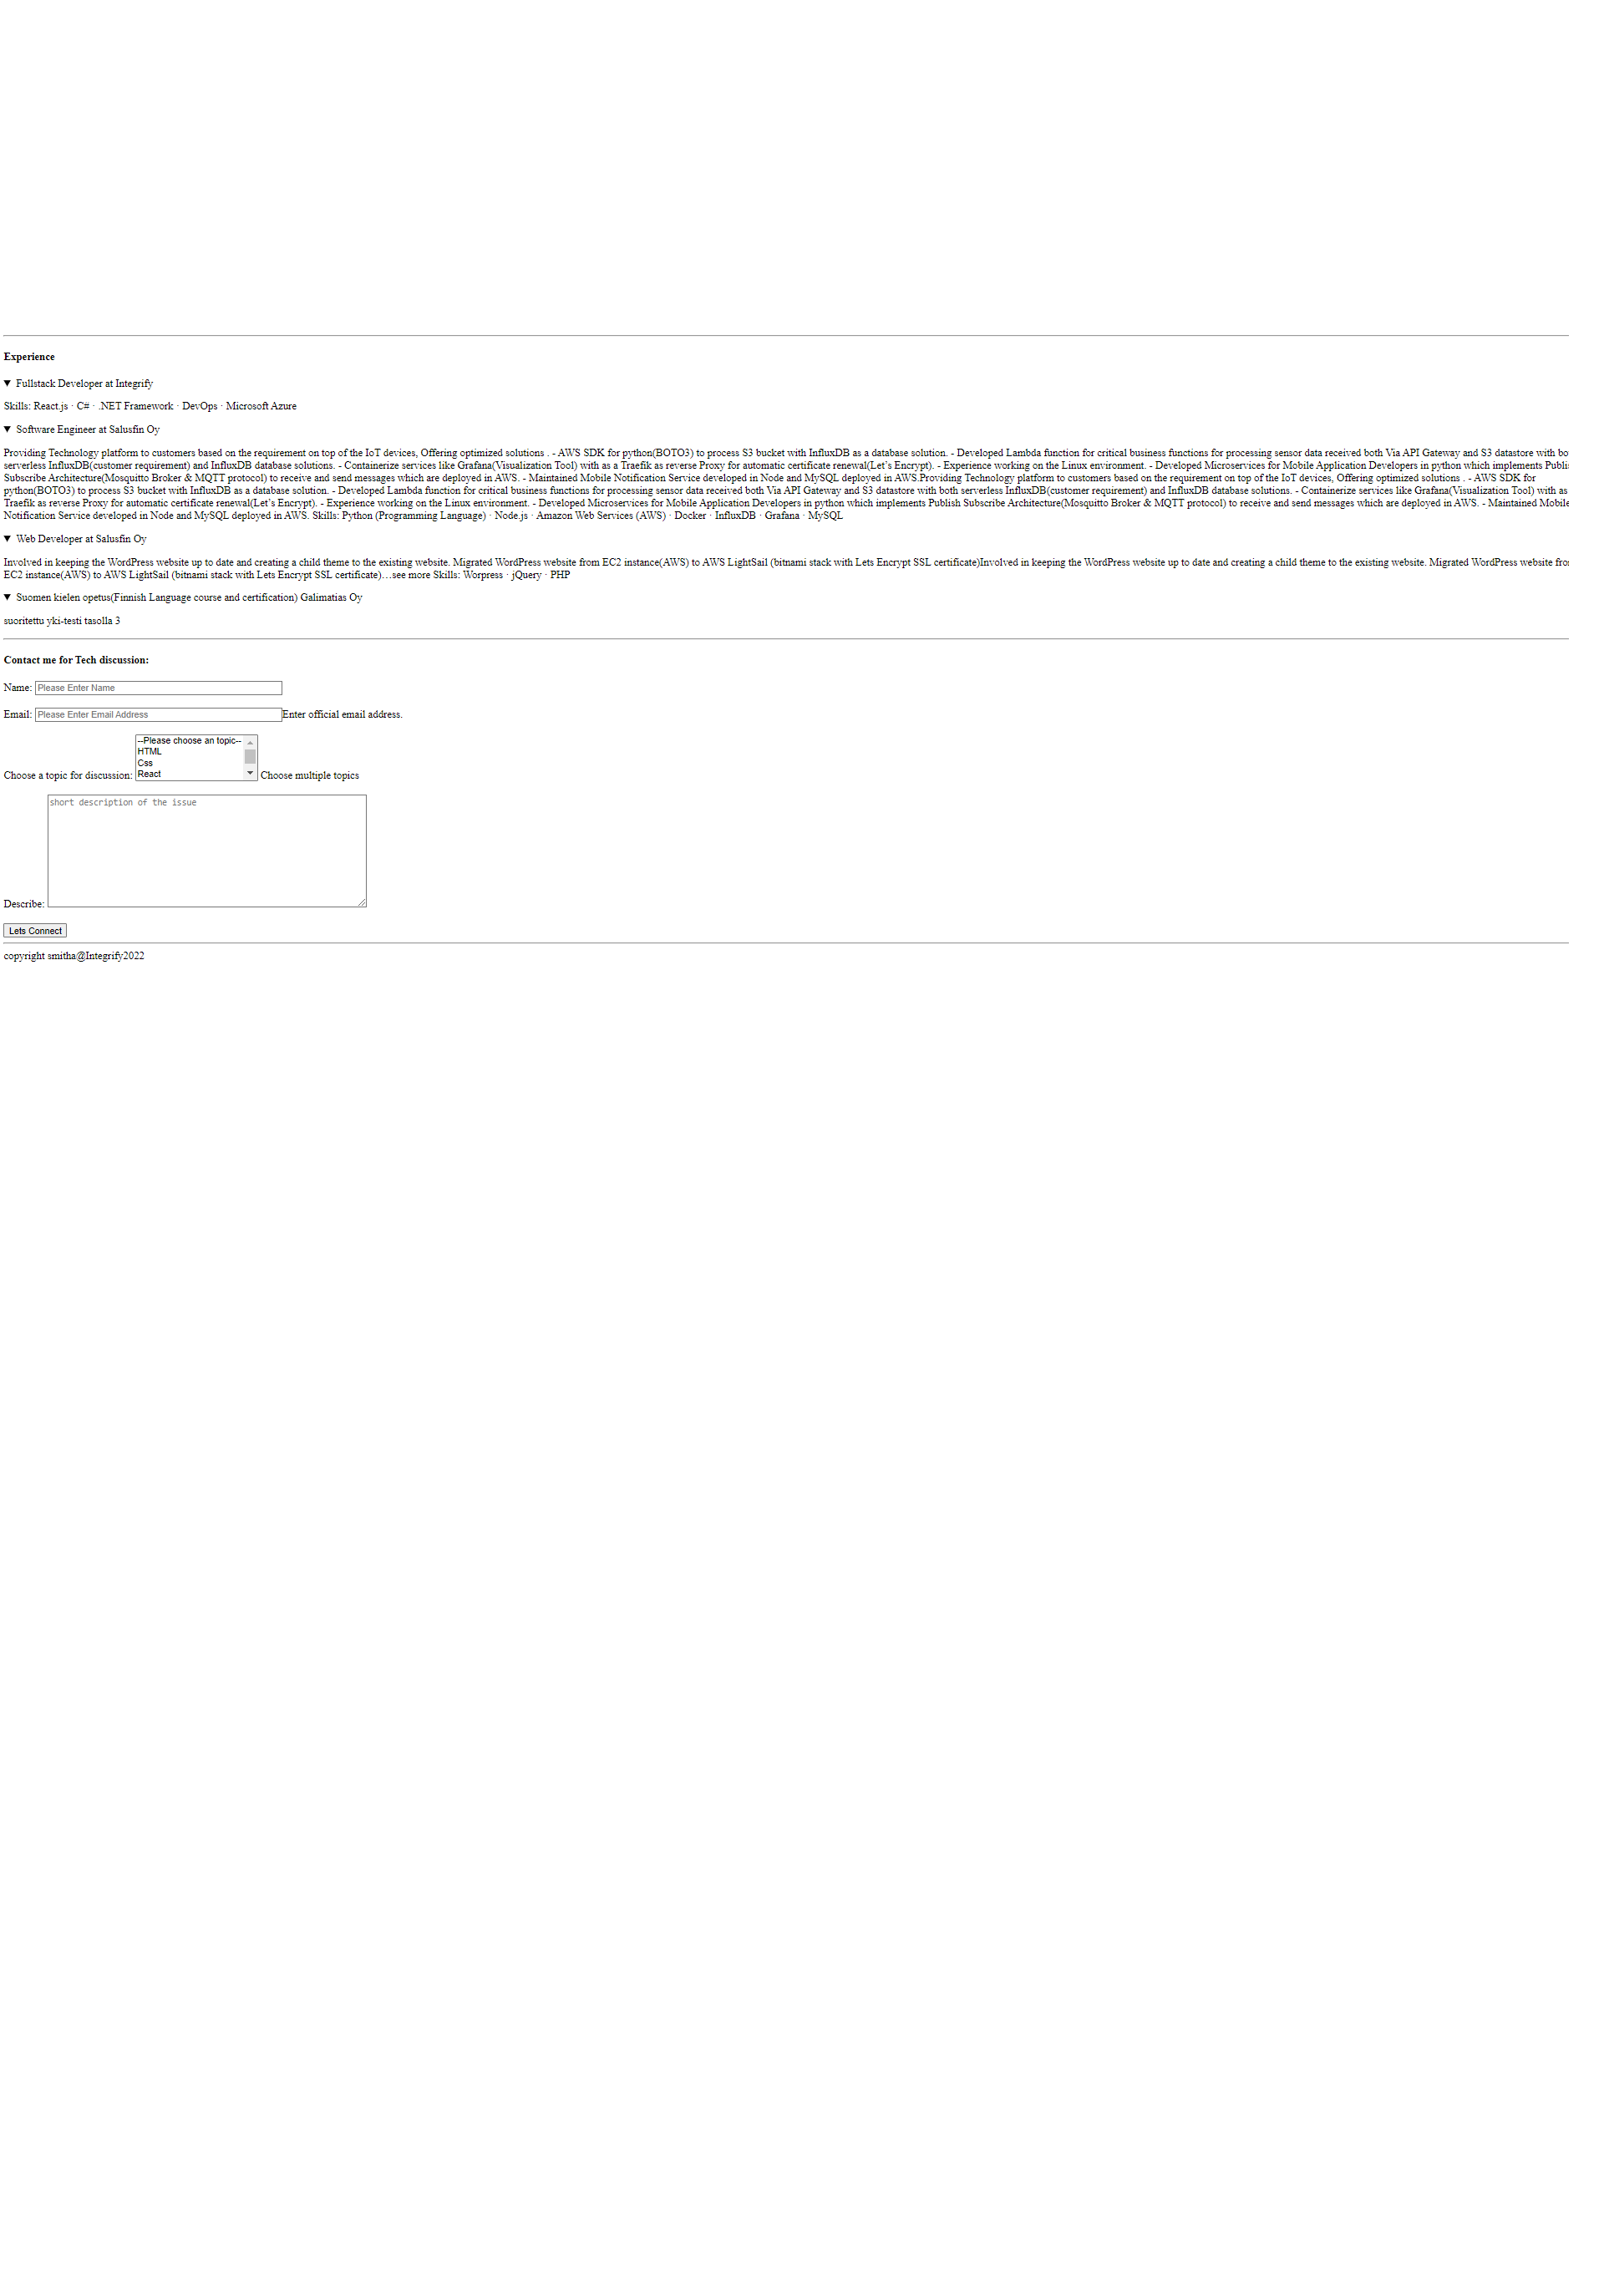 Experience
Fullstack Developer at Integrify
Skills: React.js · C# · .NET Framework · DevOps · Microsoft Azure
Software Engineer at Salusfin Oy
Providing Technology platform to customers based on the requirement on top of the IoT devices, Offering optimized solutions . - AWS SDK for python(BOTO3) to process S3 bucket with InfluxDB as a database solution. - Developed Lambda function for critical business functions for processing sensor data received both Via API Gateway and S3 datastore with bo
serverless InfluxDB(customer requirement) and InfluxDB database solutions. - Containerize services like Grafana(Visualization Tool) with as a Traefik as reverse Proxy for automatic certificate renewal(Let's Encrypt). - Experience working on the Linux environment. - Developed Microservices for Mobile Application Developers in python which implements Publi
Subscribe Architecture(Mosquitto Broker & MQTT protocol) to receive and send messages which are deployed in AWS. - Maintained Mobile Notification Service developed in Node and MySQL deployed in AWS.Providing Technology platform to customers based on the requirement on top of the IoT devices, Offering optimized solutions . - AWS SDK for
python(BOTO3) to process S3 bucket with InfluxDB as a database solution. - Developed Lambda function for critical business functions for processing sensor data received both Via API Gateway and S3 datastore with both serverless InfluxDB(customer requirement) and InfluxDB database solutions. - Containerize services like Grafana(Visualization Tool) with as
Traefik as reverse Proxy for automatic certificate renewal(Let's Encrypt). - Experience working on the Linux environment. - Developed Microservices for Mobile Application Developers in python which implements Publish Subscribe Architecture(Mosquitto Broker & MQTT protocol) to receive and send messages which are deployed in AWS. - Maintained Mobile
Notification Service developed in Node and MySQL deployed in AWS. Skills: Python (Programming Language) · Node.js · Amazon Web Services (AWS) · Docker · InfluxDB · Grafana · MySQL
Web Developer at Salusfin Oy
Involved in keeping the WordPress website up to date and creating a child theme to the existing website. Migrated WordPress website from EC2 instance(AWS) to AWS LightSail (bitnami stack with Lets Encrypt SSL certificate)Involved in keeping the WordPress website up to date and creating a child theme to the existing website. Migrated WordPress website fro
EC2 instance(AWS) to AWS LightSail (bitnami stack with Lets Encrypt SSL certificate)…see more Skills: Worpress · jQuery · PHP
Suomen kielen opetus(Finnish Language course and certification) Galimatias Oy
suoritettu yki-testi tasolla 3
Contact me for Tech discussion:
Name: Please Enter Name
Email: Please Enter Email Address Enter official email address.
--Please choose an topic--
HTML
Css
React
Choose a topic for discussion: Choose multiple topics
short description of the issue
Describe:
Lets Connect
copyright smitha@Integrify2022